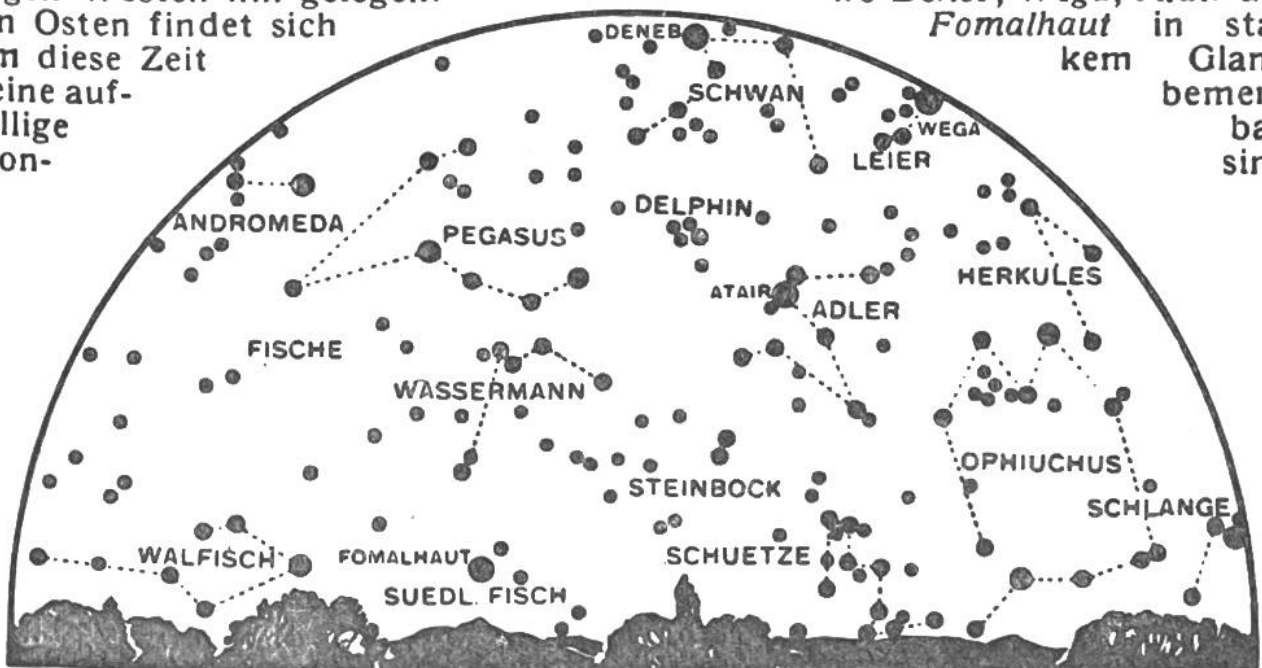 n Osten findet sich
m diese Zeit
eine auf-
llige
on-
Fomalhaut in sta
kem Glan
bemer
ba
sin
DENEB
SCHWAN
WEGA
LEIER
ANDROMEDA
DELPHIN
PEGASUS
HERKULES
ATAIR
ADLER
FISCHE
WASSERMANN
OPHIUCHUS
STEINBOCK
SCHLANGE
WALFISCH
FOMALHAUT
SCHUETZE
SUEDL. FISCH